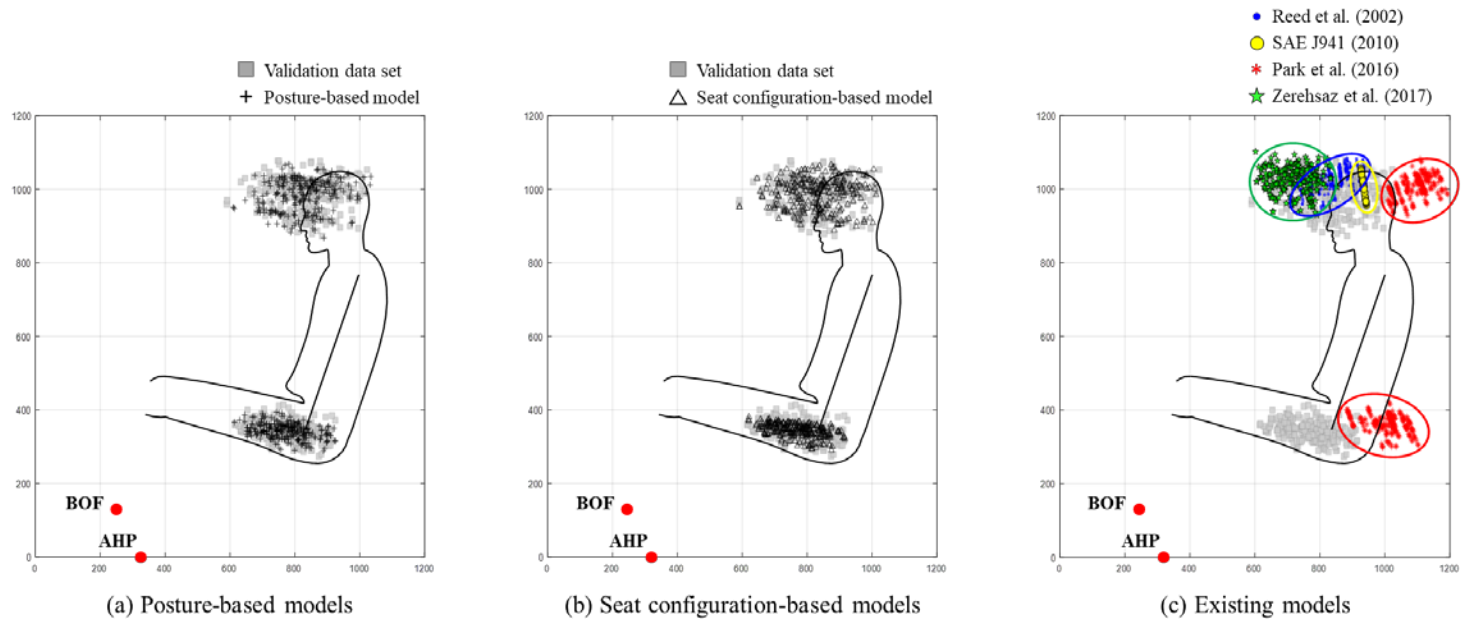 Validation data set
Posture-based model
1200
1000
800
600
400
200
0
BOF
AHP
0 200 400 600 800 1000 1200
(a) Posture-based models
Validation data set
Seat configuration-based model
1200
1000
800
600
400
200
0
BOF
AHP
0 200 400 600 800 1000 1200
(b) Seat configuration-based models
Reed et al. (2002)
SAE J941 (2010)
Park et al. (2016)
Zerehsaz et al. (2017)
1200
1000
800
600
400
200
0
BOF
AHP
0 200 400 600 800 1000 1200
(c) Existing models